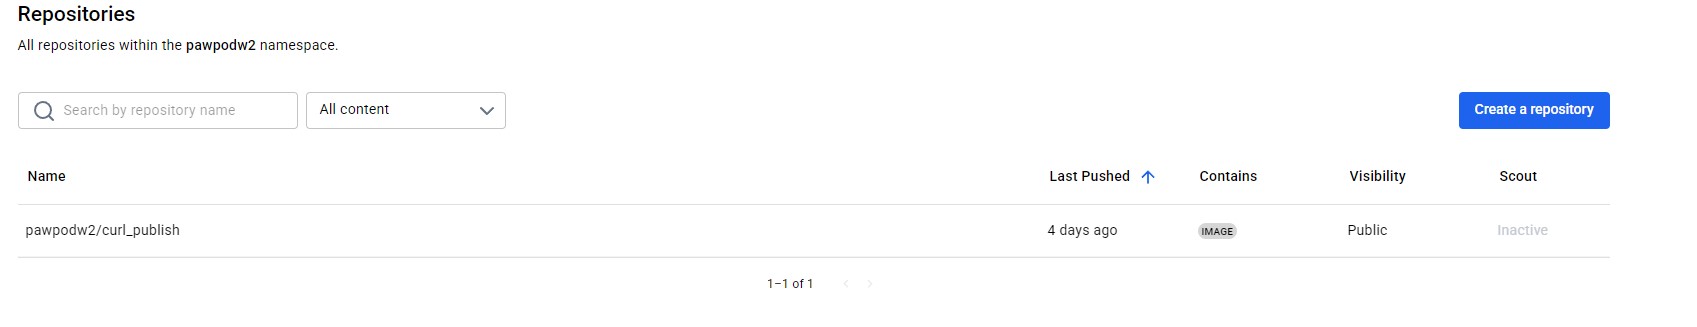 Repositories
All repositories within the pawpodw2 namespace.
Search by repository name All content Create a repository
Name Last Pushed Contains Visibility Scout
pawpodw2/curl_publish 4 days ago IMAGE Public Inactive
1–1 of 1